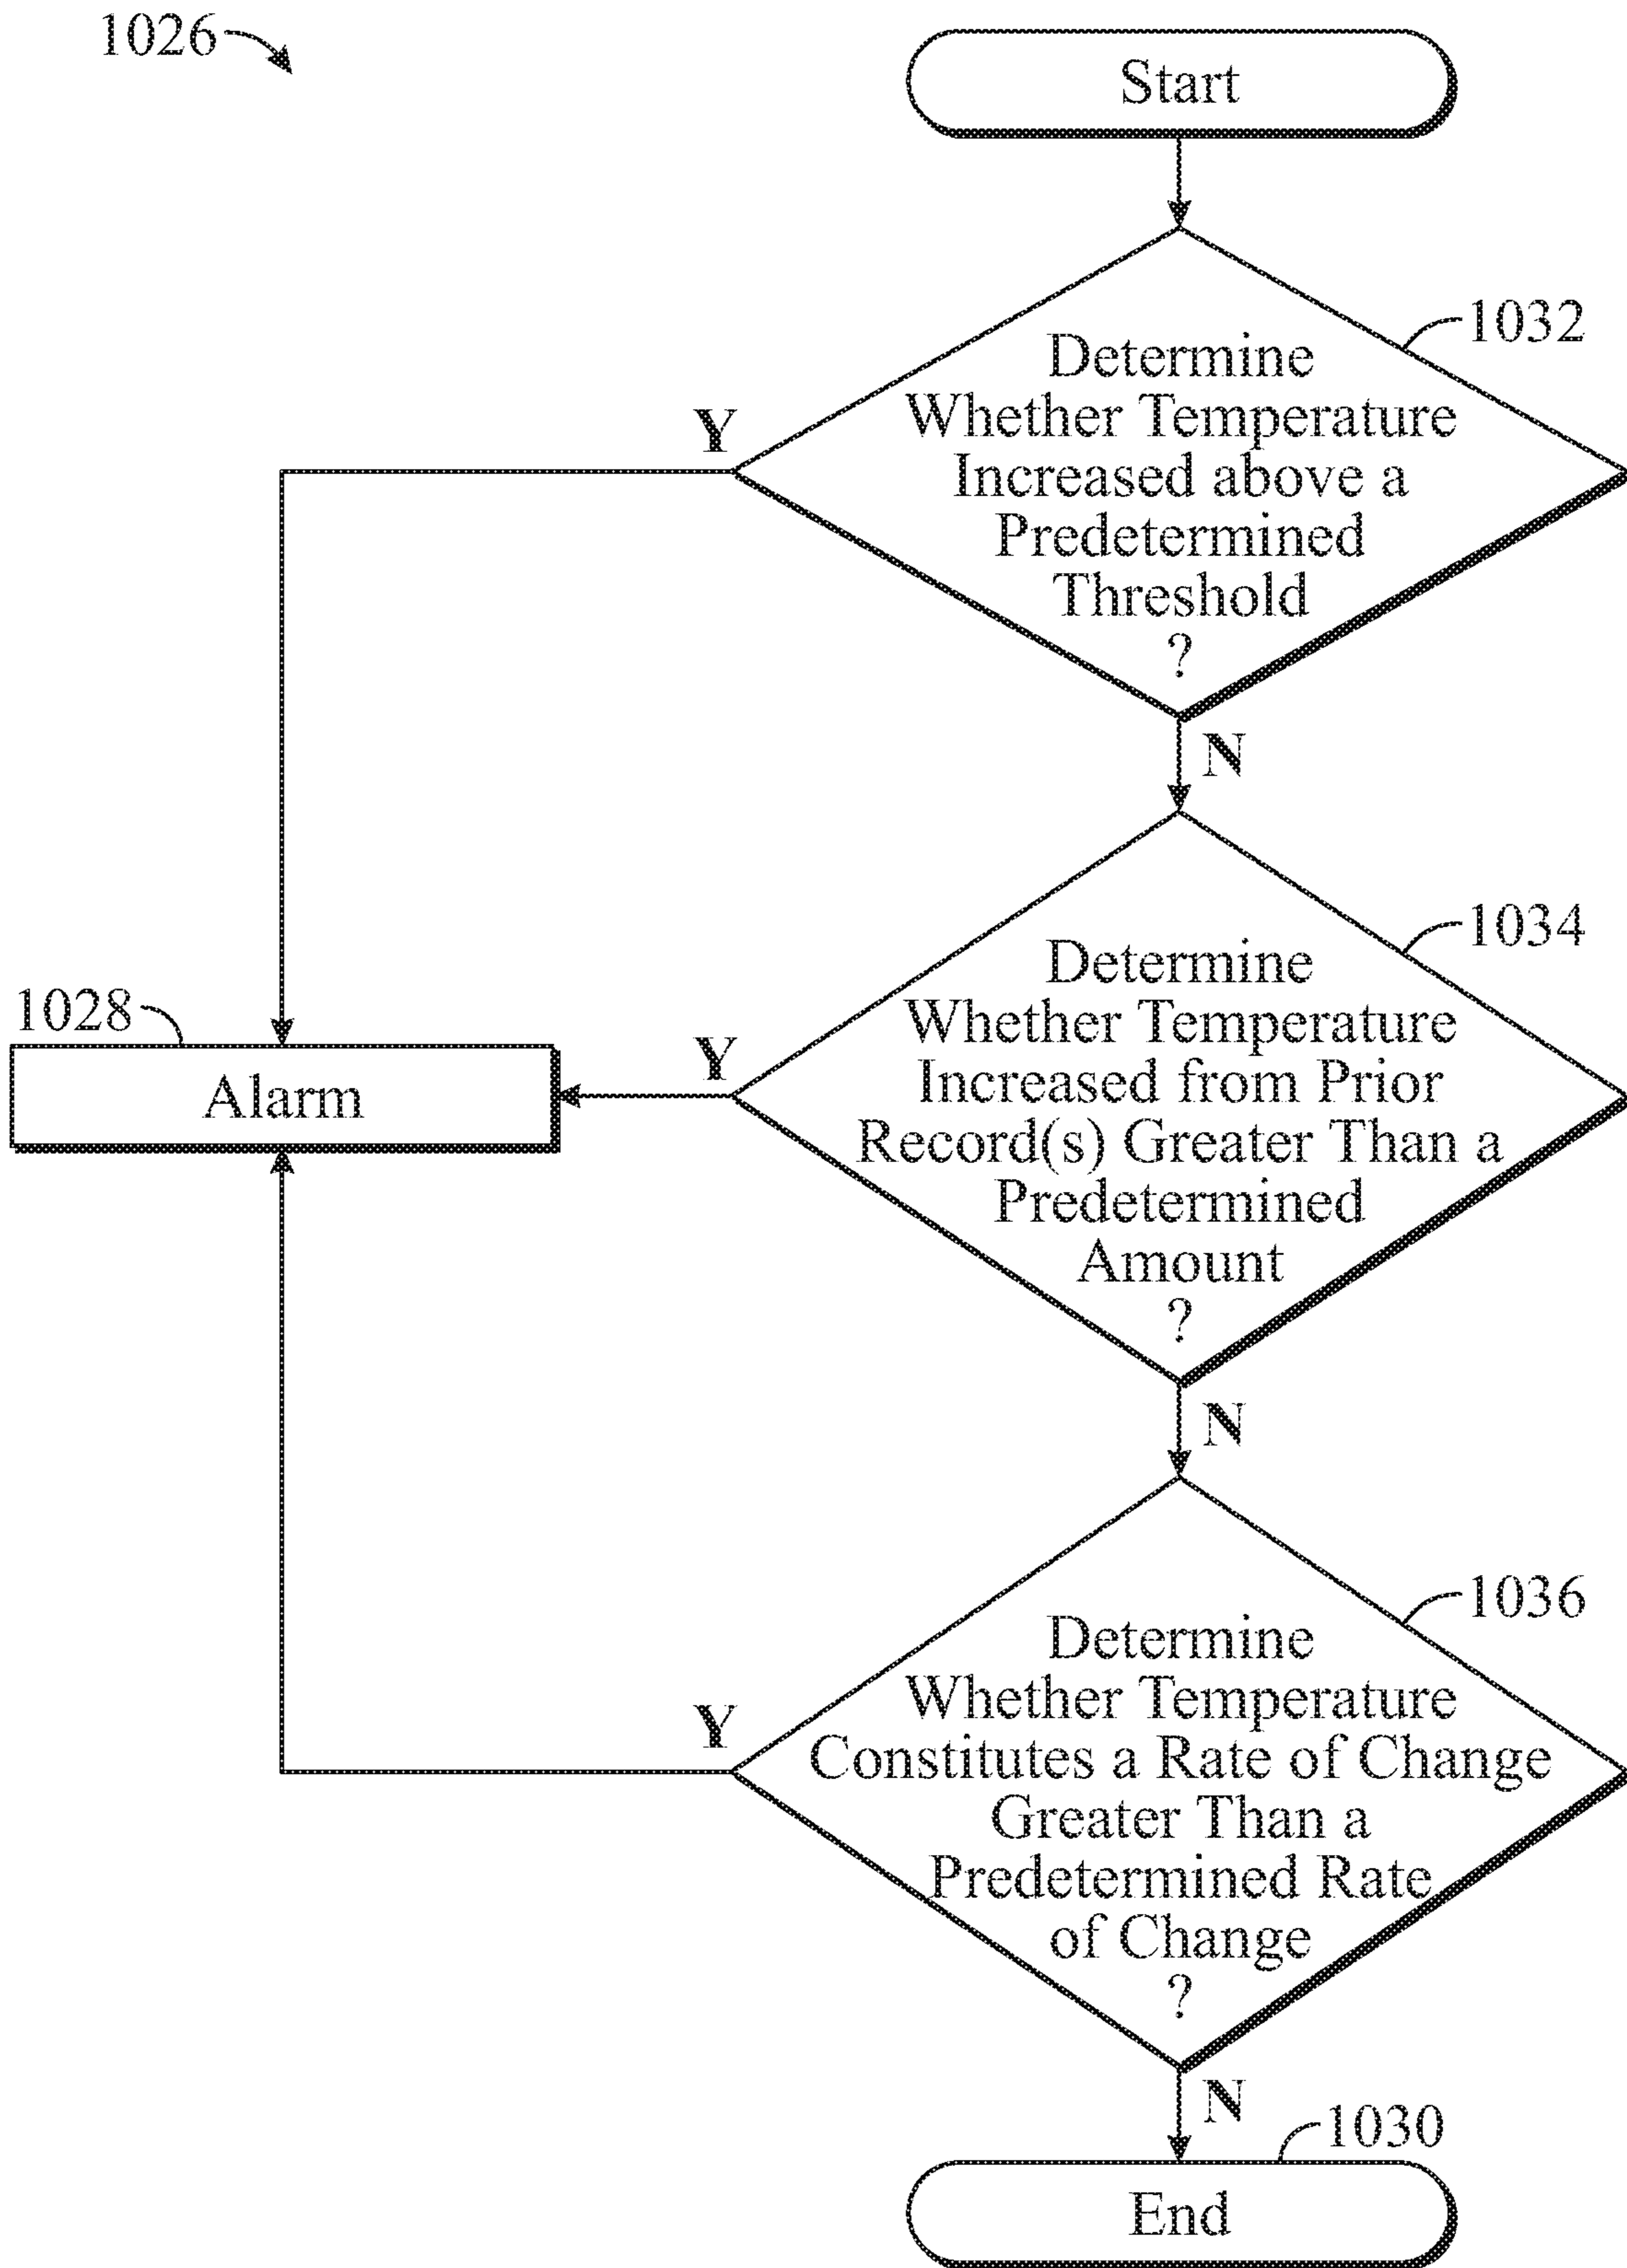 1026
Start
1032
Determine
Whether Temperature
Increased above a
Predetermined
Threshold
?
Y
N
1034
Determine
Whether Temperature
Increased from Prior
Record(s) Greater Than a
Predetermined
Amount
?
Y
1028
Alarm
N
1036
Determine
Whether Temperature
Constitutes a Rate of Change
Greater Than a
Predetermined Rate
of Change
?
Y
N
1030
End